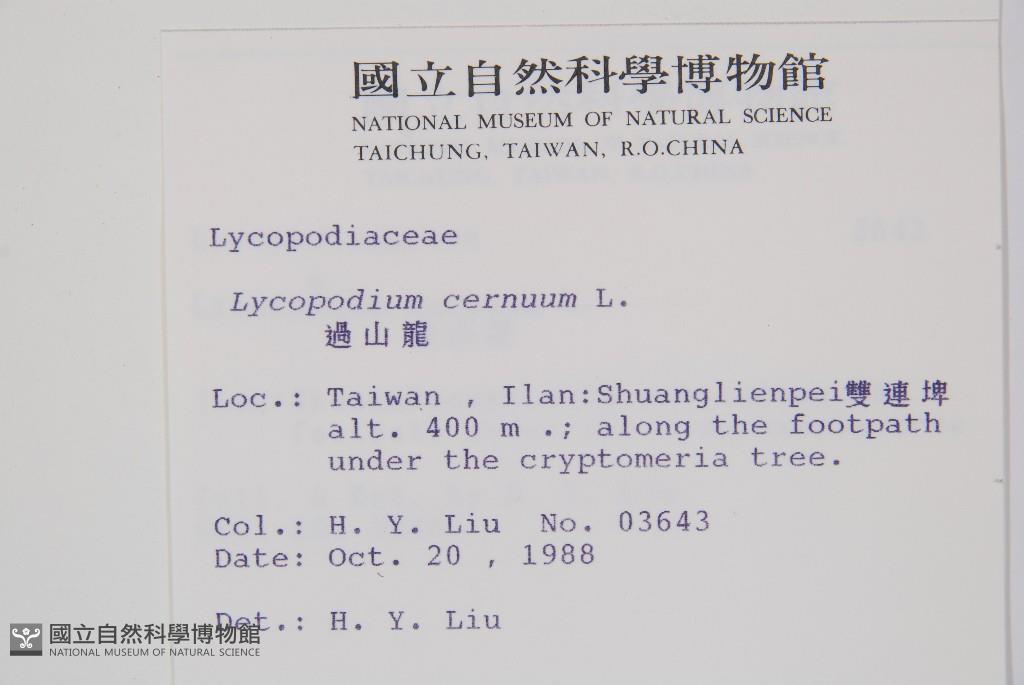 國立自然科學博物館
NATIONAL MUSEUM OF NATURAL SCIENCE
TAICHUNG, TAIWAN, R.O.CHINA
Lycopodiaceae
Lycopodium cernuum L.
過山龍
Loc.: Taiwan , Ilan:Shuanglienpei雙連埤
alt. 400 m .; along the footpath
under the cryptomeria tree.
Col.: H. Y. Liu No. 03643
Date: Oct. 20 , 1988
Det.: H. Y. Liu
國立自然科學博物館
NATIONAL MUSEUM OF NATURAL SCIENCE